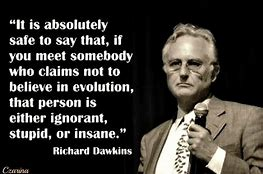 “It is absolutely
safe to say that, if
you meet somebody
who claims not to
believe in evolution,
that person is
either ignorant,
stupid, or insane.”
Richard Dawkins
Czarina